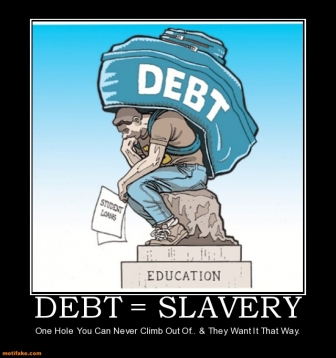 DEBT
STUDENT
LOANS
EDUCATION
DEBT = SLAVERY
One Hole You Can Never Climb Out Of.. & They Want It That Way.
motifake.com